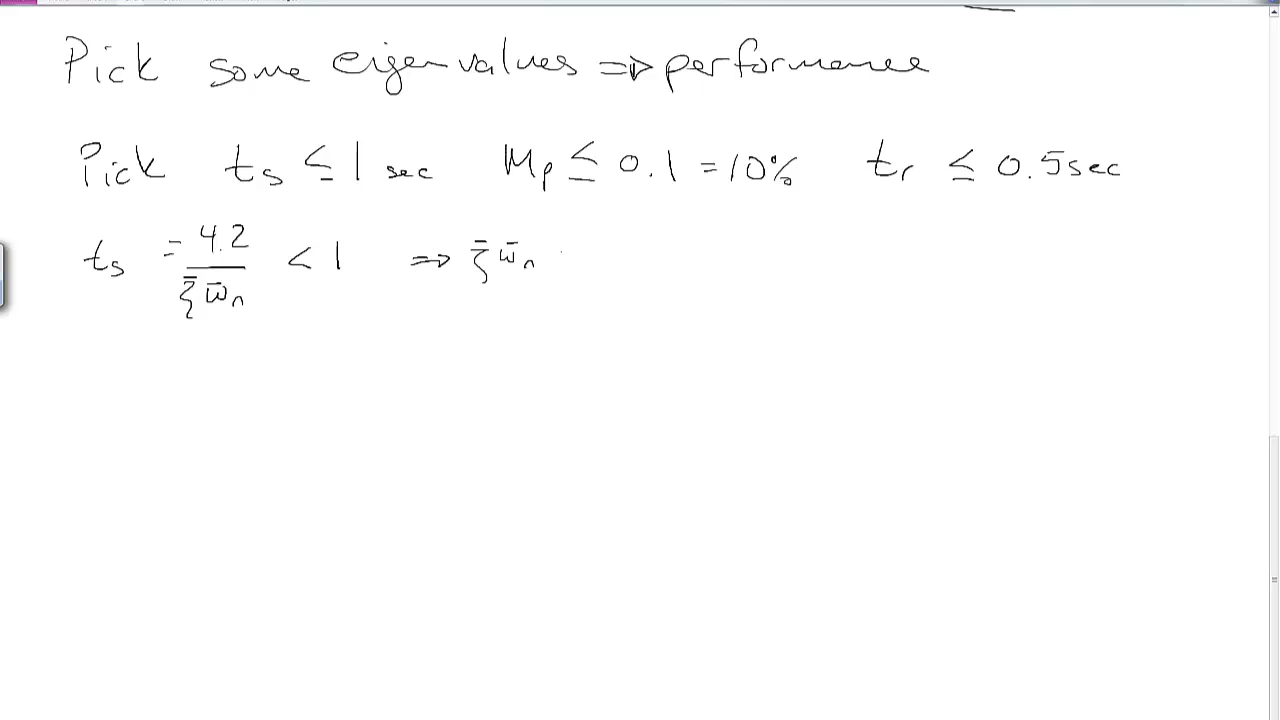 Pick some eigenvalues ⇒ performance
Pick ts ≤ 1 sec Mp ≤ 0.1 = 10% tr ≤ 0.5sec
ts = 4.2 / ζ̄ ω̄n < 1 ⇒ ζ̄ ω̄n